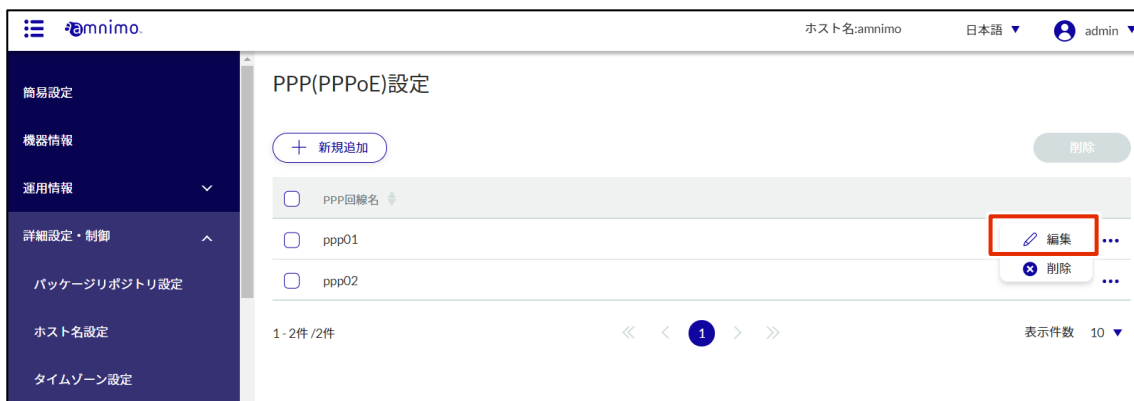 amnimo.
ホスト名:amnimo
日本語
admin
簡易設定
機器情報
運用情報
詳細設定・制御
パッケージリポジトリ設定
ホスト名設定
タイムゾーン設定
PPP(PPPoE)設定
新規追加
削除
PPP回線名
ppp01
編集
削除
ppp02
1 - 2件 /2件
1
表示件数 10